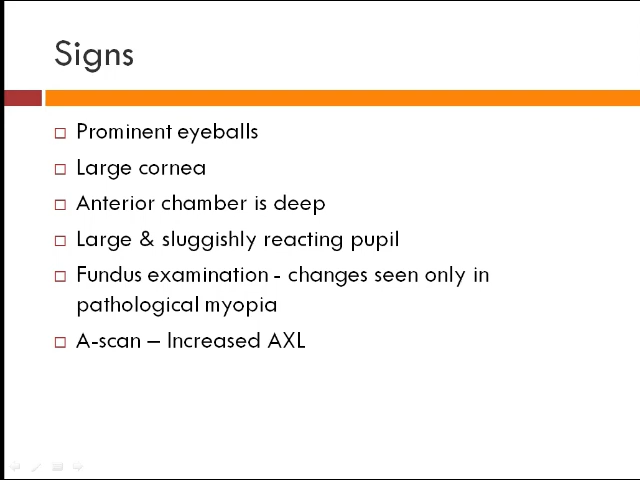 Signs
Prominent eyeballs
Large cornea
Anterior chamber is deep
Large & sluggishly reacting pupil
Fundus examination - changes seen only in
pathological myopia
A-scan – Increased AXL